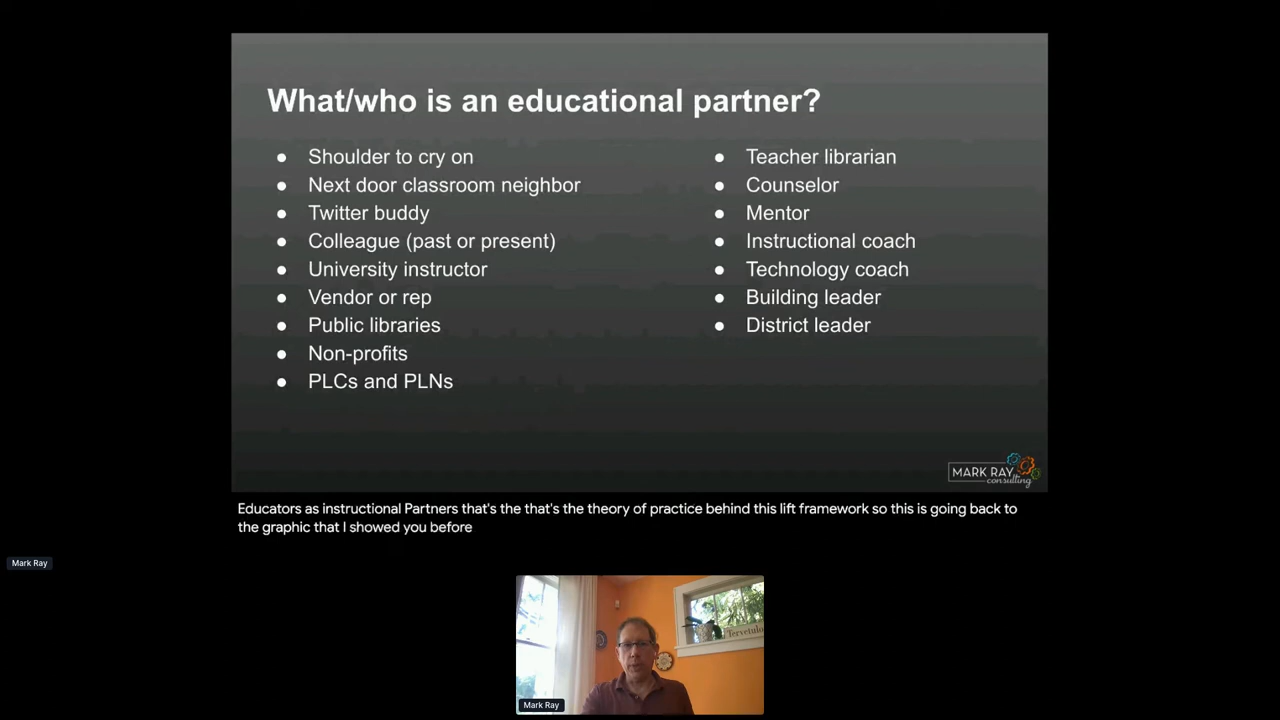 What/who is an educational partner?
Shoulder to cry on
Next door classroom neighbor
Twitter buddy
Colleague (past or present)
University instructor
Vendor or rep
Public libraries
Non-profits
PLCs and PLNs
Teacher librarian
Counselor
Mentor
Instructional coach
Technology coach
Building leader
District leader
MARK RAY
consulting
Educators as instructional Partners that's the that's the theory of practice behind this lift framework so this is going back to
the graphic that I showed you before
Mark Ray
Tervetulo
Mark Ray